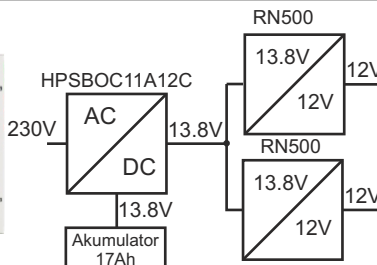 RN500
13.8V
12V
12V
HPSBOC11A12C
AC
DC
230V
13.8V
13.8V
Akumulator
17Ah
RN500
13.8V
12V
12V